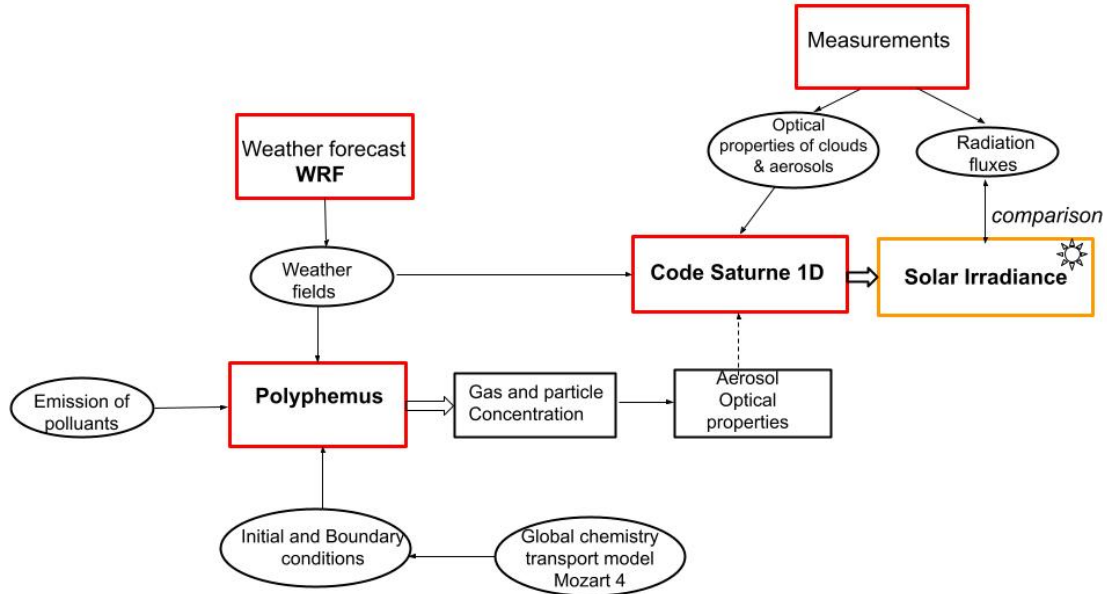 Measurements
Optical
properties of clouds
& aerosols
Radiation
fluxes
Weather forecast
WRF
comparison
Weather
fields
Code Saturne 1D
Solar Irradiance
Emission of
polluants
Polyphemus
Gas and particle
Concentration
Aerosol
Optical
properties
Initial and Boundary
conditions
Global chemistry
transport model
Mozart 4